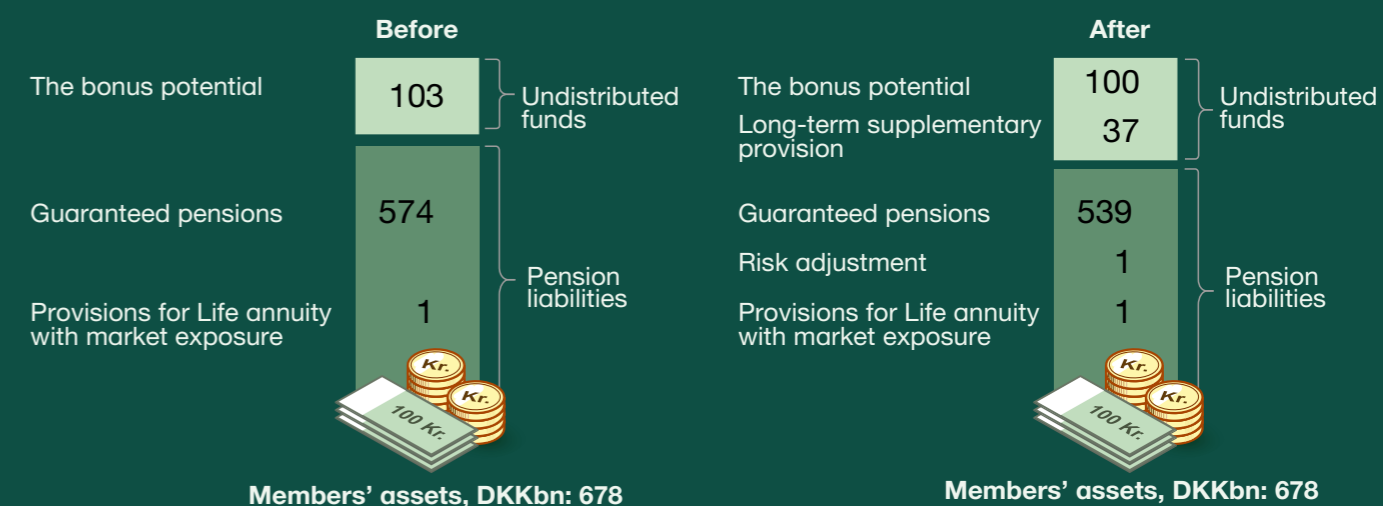 Before
The bonus potential
103
Undistributed
funds
Guaranteed pensions
574
Pension
liabilities
Provisions for Life annuity
with market exposure
1
Kr.
Kr.
100 Kr.
Members' assets, DKKbn: 678
After
The bonus potential
100
Long-term supplementary
provision
37
Undistributed
funds
Guaranteed pensions
539
Risk adjustment
1
Pension
liabilities
Provisions for Life annuity
with market exposure
1
Kr.
Kr.
100 Kr.
Members' assets, DKKbn: 678